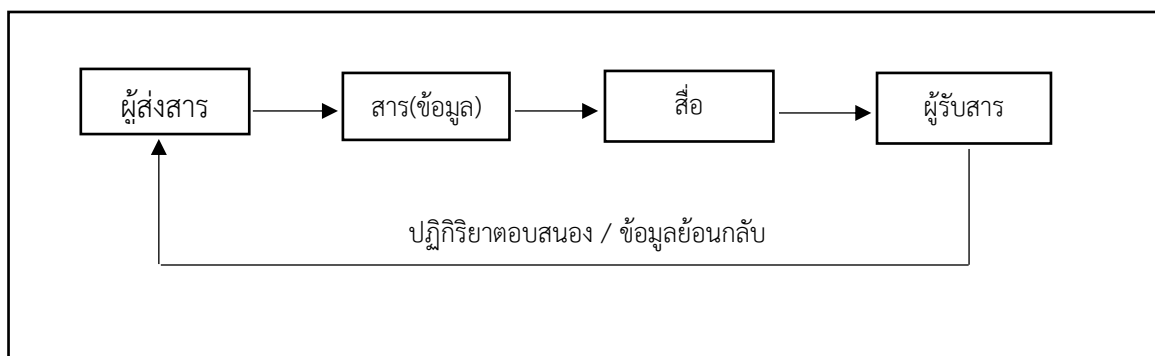 ผู้ส่งสาร
สาร(ข้อมูล)
สื่อ
ผู้รับสาร
ปฏิกิริยาตอบสนอง / ข้อมูลย้อนกลับ